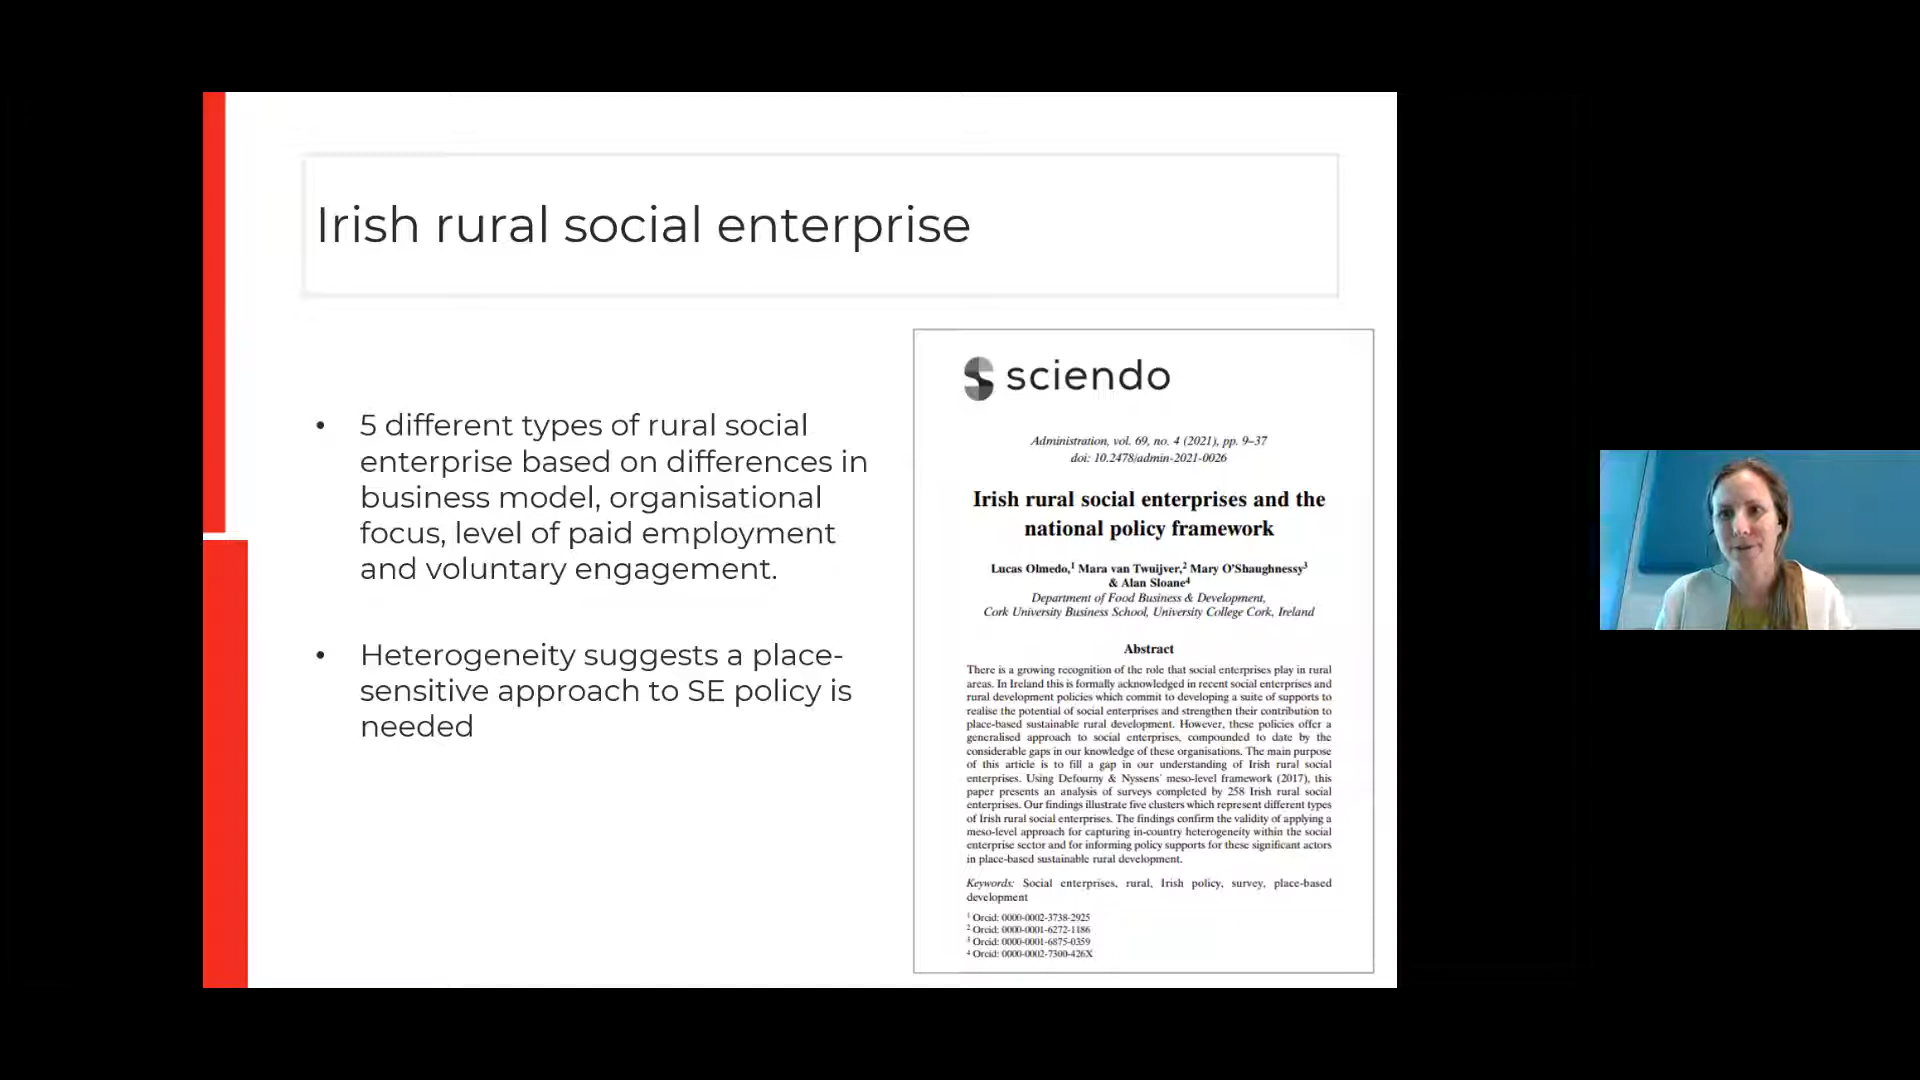 Irish rural social enterprise
• 5 different types of rural social
enterprise based on differences in
business model, organisational
focus, level of paid employment
and voluntary engagement.
• Heterogeneity suggests a place-
sensitive approach to SE policy is
needed
sciendo
Administration, vol. 69, no. 4 (2021), pp. 9–37
doi: 10.2478/admin-2021-0026
Irish rural social enterprises and the
national policy framework
Lucas Olmedo,¹ Mara van Twuijver,² Mary O'Shaughnessy³
& Alan Sloane⁴
Department of Food Business & Development,
Cork University Business School, University College Cork, Ireland
Abstract
There is a growing recognition of the role that social enterprises play in rural
areas. In Ireland this is formally acknowledged in recent social enterprises and
rural development policies which commit to developing a suite of supports to
realise the potential of social enterprises and strengthen their contribution to
place-based sustainable rural development. However, these policies offer a
generalised approach to social enterprises, compounded to date by the
considerable gaps in our knowledge of these organisations. The main purpose
of this article is to fill a gap in our understanding of Irish rural social
enterprises. Using Defourny & Nyssens' meso-level framework (2017), this
paper presents an analysis of surveys completed by 258 Irish rural social
enterprises. Our findings illustrate five clusters which represent different types
of Irish rural social enterprises. The findings confirm the validity of applying a
meso-level approach for capturing in-country heterogeneity within the social
enterprise sector and for informing policy supports for these significant actors
in place-based sustainable rural development.
Keywords: Social enterprises, rural, Irish policy, survey, place-based
development
¹ Orcid: 0000-0002-3738-2925
² Orcid: 0000-0001-6272-1186
³ Orcid: 0000-0001-6875-0359
⁴ Orcid: 0000-0002-7300-426X